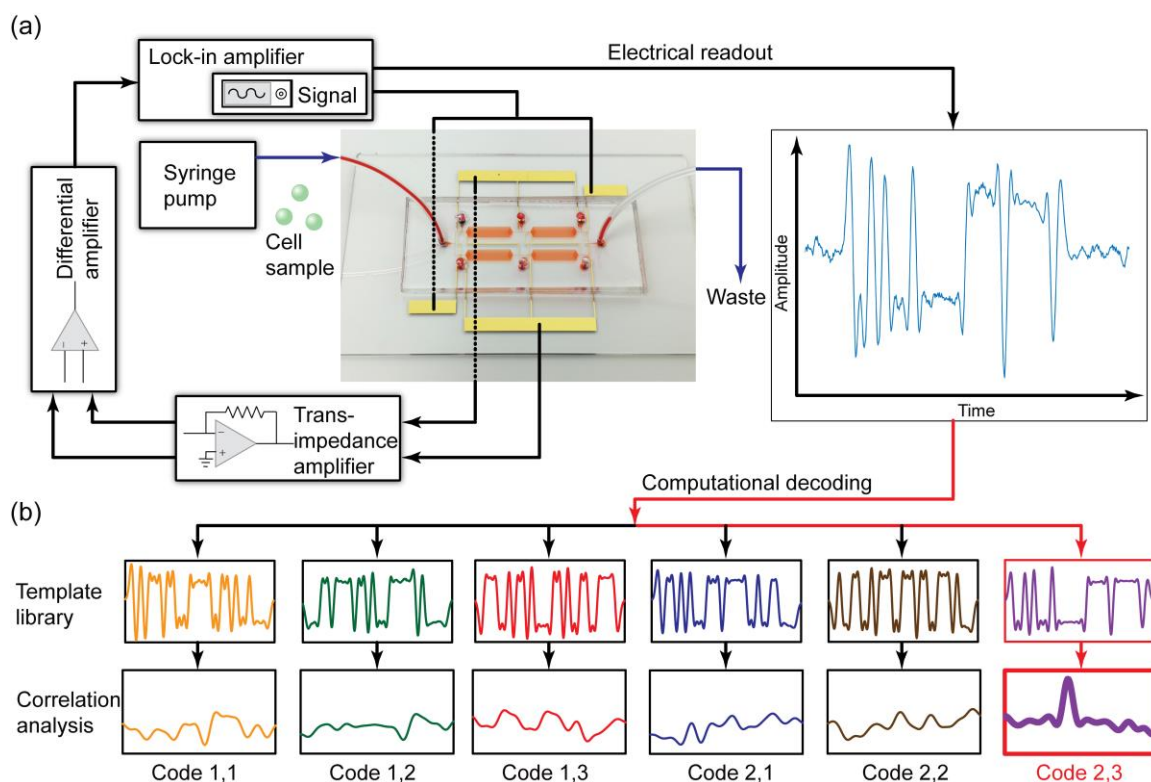 (a)
Lock-in amplifier
Signal
Electrical readout
Syringe
pump
Cell
sample
Waste
Differential
amplifier
-
+
Amplitude
Time
Trans-
impedance
amplifier
-
+
Computational decoding
(b)
Template
library
Correlation
analysis
Code 1,1
Code 1,2
Code 1,3
Code 2,1
Code 2,2
Code 2,3